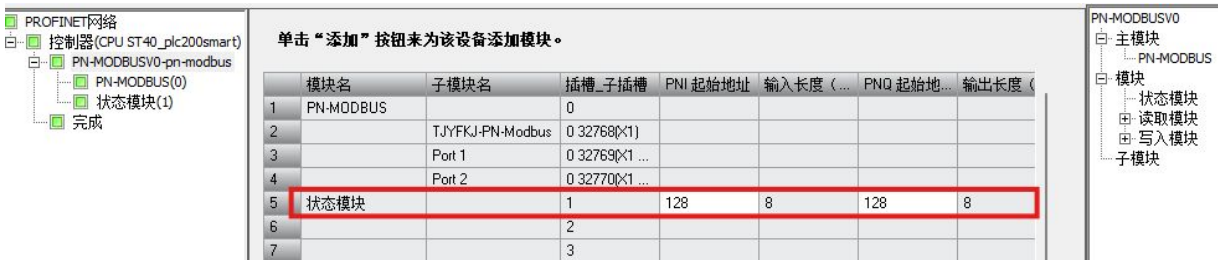 PROFINET网络
控制器(CPU ST40_plc200smart)
PN-MODBUSV0-pn-modbus
PN-MODBUS(0)
状态模块(1)
完成
单击“添加”按钮来为该设备添加模块。
模块名 子模块名 插槽_子插槽 PNI 起始地址 输入长度（... PNQ 起始地... 输出长度（
1 PN-MODBUS 0
2 TJYFKJ-PN-Modbus 0 32768(X1)
3 Port 1 0 32769(X1 ...
4 Port 2 0 32770(X1 ...
5 状态模块 1 128 8 128 8
6 2
7 3
PN-MODBUSV0
主模块
PN-MODBUS
模块
状态模块
读取模块
写入模块
子模块